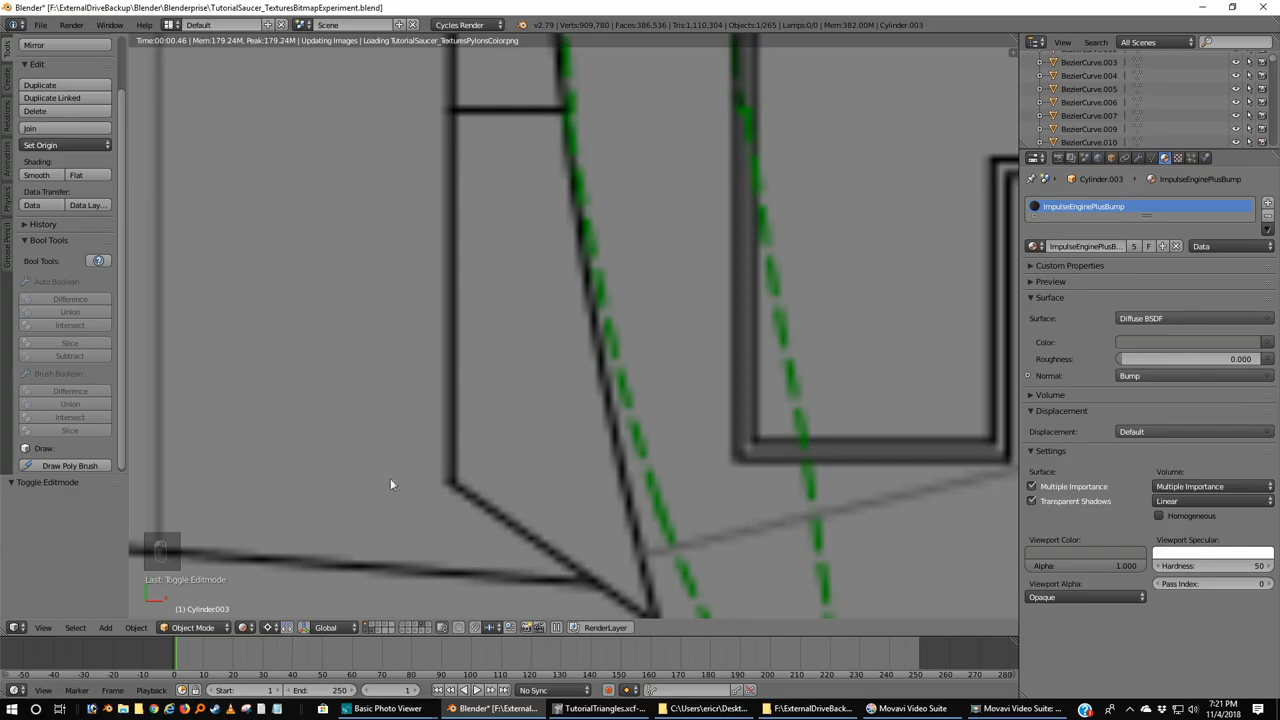 Blender* [F:\ExternalDriveBackup\Blender\Blenderprise\TutorialSaucer_TexturesBitmapExperiment.blend]
File Render Window Help Default Scene Cycles Render v2.79 | Verts:909,780 | Faces:386,536 | Tris:1,110,304 | Objects:1/265 | Lamps:0/0 | Mem:382.00M | Cylinder.003
Time:00:00.46 | Mem:179.24M, Peak:179.24M | Updating Images | Loading TutorialSaucer_TexturesPylonsColor.png
View Search All Scenes
Tools
Create
Relations
Animation
Physics
Grease Pencil
Mirror
Edit
Duplicate
Duplicate Linked
Delete
Join
Set Origin
Shading:
Smooth Flat
Data Transfer:
Data Data Lay...
History
Bool Tools
Bool Tools:
Auto Boolean:
Difference
Union
Intersect
Slice
Subtract
Brush Boolean:
Difference
Union
Intersect
Slice
Draw:
Draw Poly Brush
Toggle Editmode
Last: Toggle Editmode
x
(1) Cylinder003
BezierCurve.003
BezierCurve.004
BezierCurve.005
BezierCurve.006
BezierCurve.007
BezierCurve.009
BezierCurve.010
Cylinder.003 ImpulseEnginePlusBump
ImpulseEnginePlusBump
ImpulseEnginePlusB... 5 F Data
Custom Properties
Preview
Surface
Surface: Diffuse BSDF
Color:
Roughness: 0.000
Normal: Bump
Volume
Displacement
Displacement: Default
Settings
Surface: Volume:
Multiple Importance Multiple Importance
Transparent Shadows Linear
Homogeneous
Viewport Color: Viewport Specular:
Alpha: 1.000 Hardness: 50
Viewport Alpha: Pass Index: 0
Opaque
View Select Add Object Object Mode Global RenderLayer
-50 -40 -30 -20 -10 0 10 20 30 40 50 60 70 80 90 100 110 120 130 140 150 160 170 180 190 200 210 220 230 240 250 260 270 280
View Marker Frame Playback Start: 1 End: 250 1 No Sync
Basic Photo Viewer Blender* [F:\External... TutorialTriangles.xcf-... C:\Users\ericr\Deskt... F:\ExternalDriveBack... Movavi Video Suite Movavi Video Suite ... 7:21 PM
11/4/2018